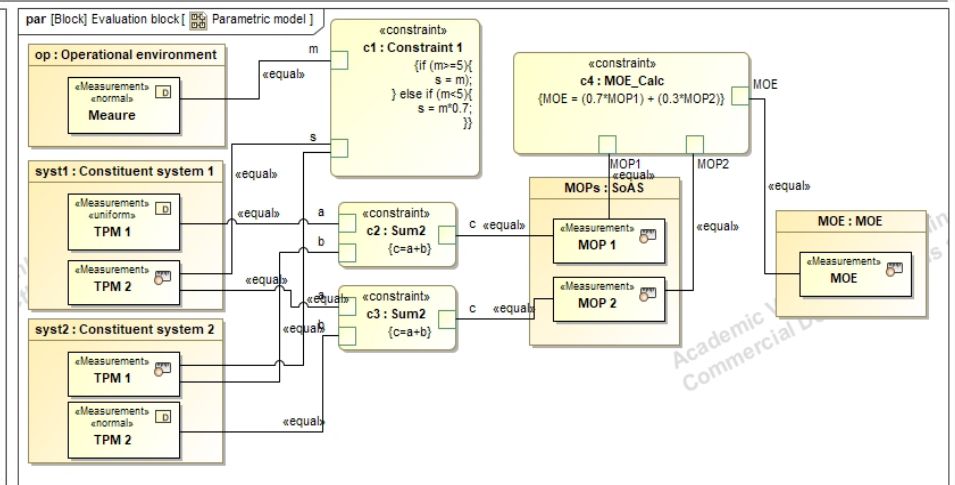 par [Block] Evaluation block [ Parametric model ]
op : Operational environment
«Measurement»
«normal»
D
Meaure
syst1 : Constituent system 1
«Measurement»
«uniform»
D
TPM 1
«Measurement»
TPM 2
syst2 : Constituent system 2
«Measurement»
TPM 1
«Measurement»
«normal»
D
TPM 2
m
«equal»
s
«equal»
«equal»
a
b
«equal»
a
«equal»
b
«equal»
«constraint»
c1 : Constraint 1
{if (m>=5){
s = m);
} else if (m<5){
s = m*0.7;
}}
«constraint»
c2 : Sum2
{c=a+b}
c «equal»
«constraint»
c3 : Sum2
{c=a+b}
c «equal»
«constraint»
c4 : MOE_Calc
{MOE = (0.7*MOP1) + (0.3*MOP2)}
MOE
MOP1
MOP2
«equal»
MOPs : SoAS
«Measurement»
MOP 1
«Measurement»
MOP 2
«equal»
«equal»
MOE : MOE
«Measurement»
MOE
Academic
Commercial